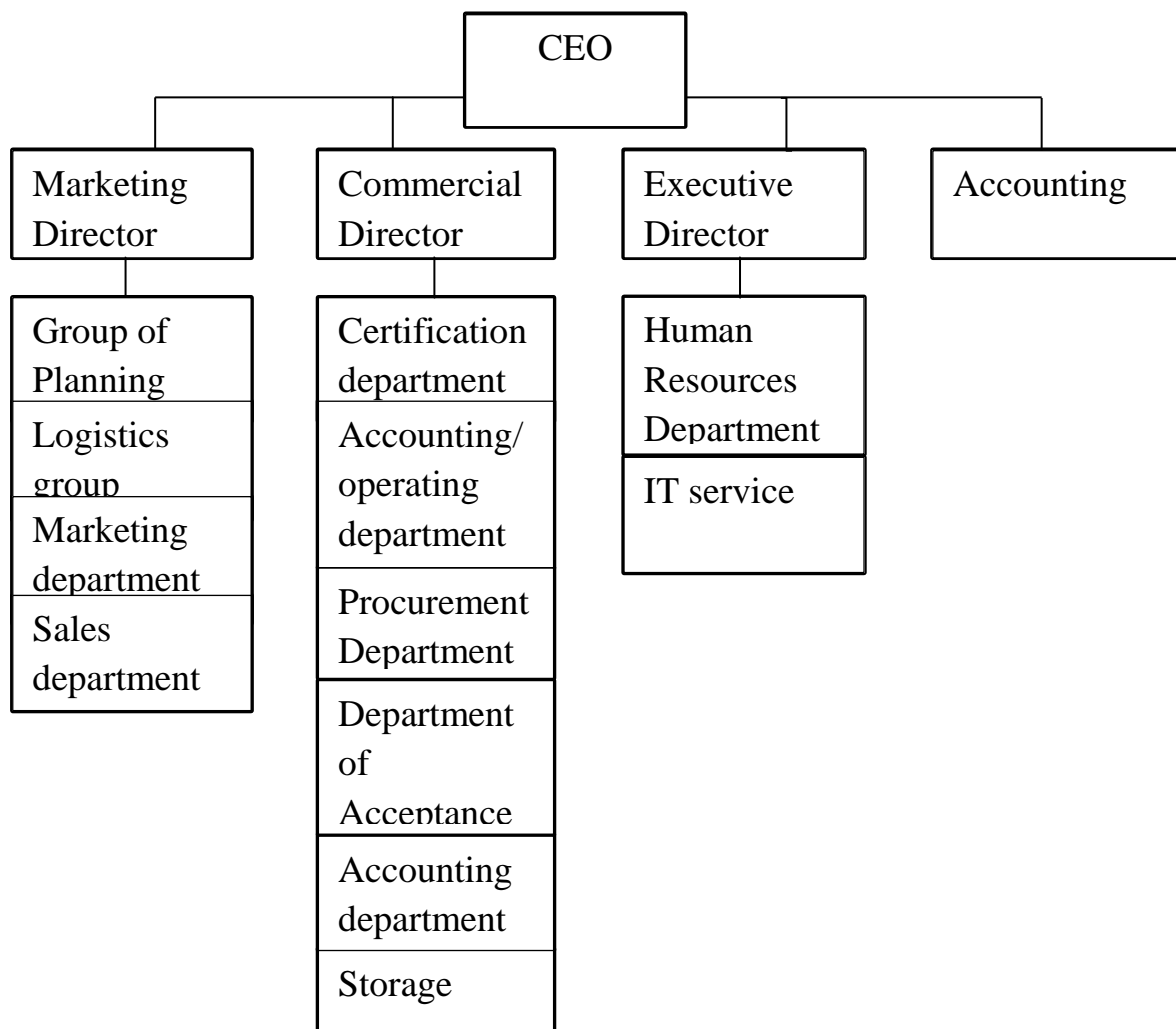 CEO
Marketing
Director
Commercial
Director
Executive
Director
Accounting
Group of
Planning
Logistics
group
Marketing
department
Sales
department
Certification
department
Accounting/
operating
department
Procurement
Department
Department
of
Acceptance
Accounting
department
Storage
Human
Resources
Department
IT service